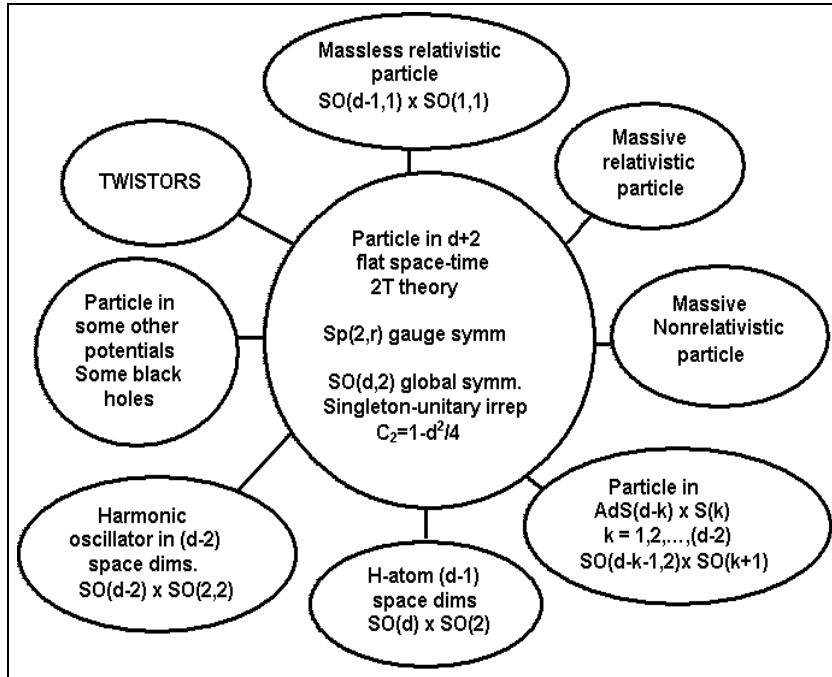 Massless relativistic
particle
SO(d-1,1) x SO(1,1)
Massive
relativistic
particle
TWISTORS
Particle in d+2
flat space-time
2T theory
Sp(2,r) gauge symm
SO(d,2) global symm.
Singleton-unitary irrep
C₂=1-d²/4
Particle in
some other
potentials
Some black
holes
Massive
Nonrelativistic
particle
Harmonic
oscillator in (d-2)
space dims.
SO(d-2) x SO(2,2)
H-atom (d-1)
space dims
SO(d) x SO(2)
Particle in
AdS(d-k) x S(k)
k = 1,2,...,(d-2)
SO(d-k-1,2)x SO(k+1)